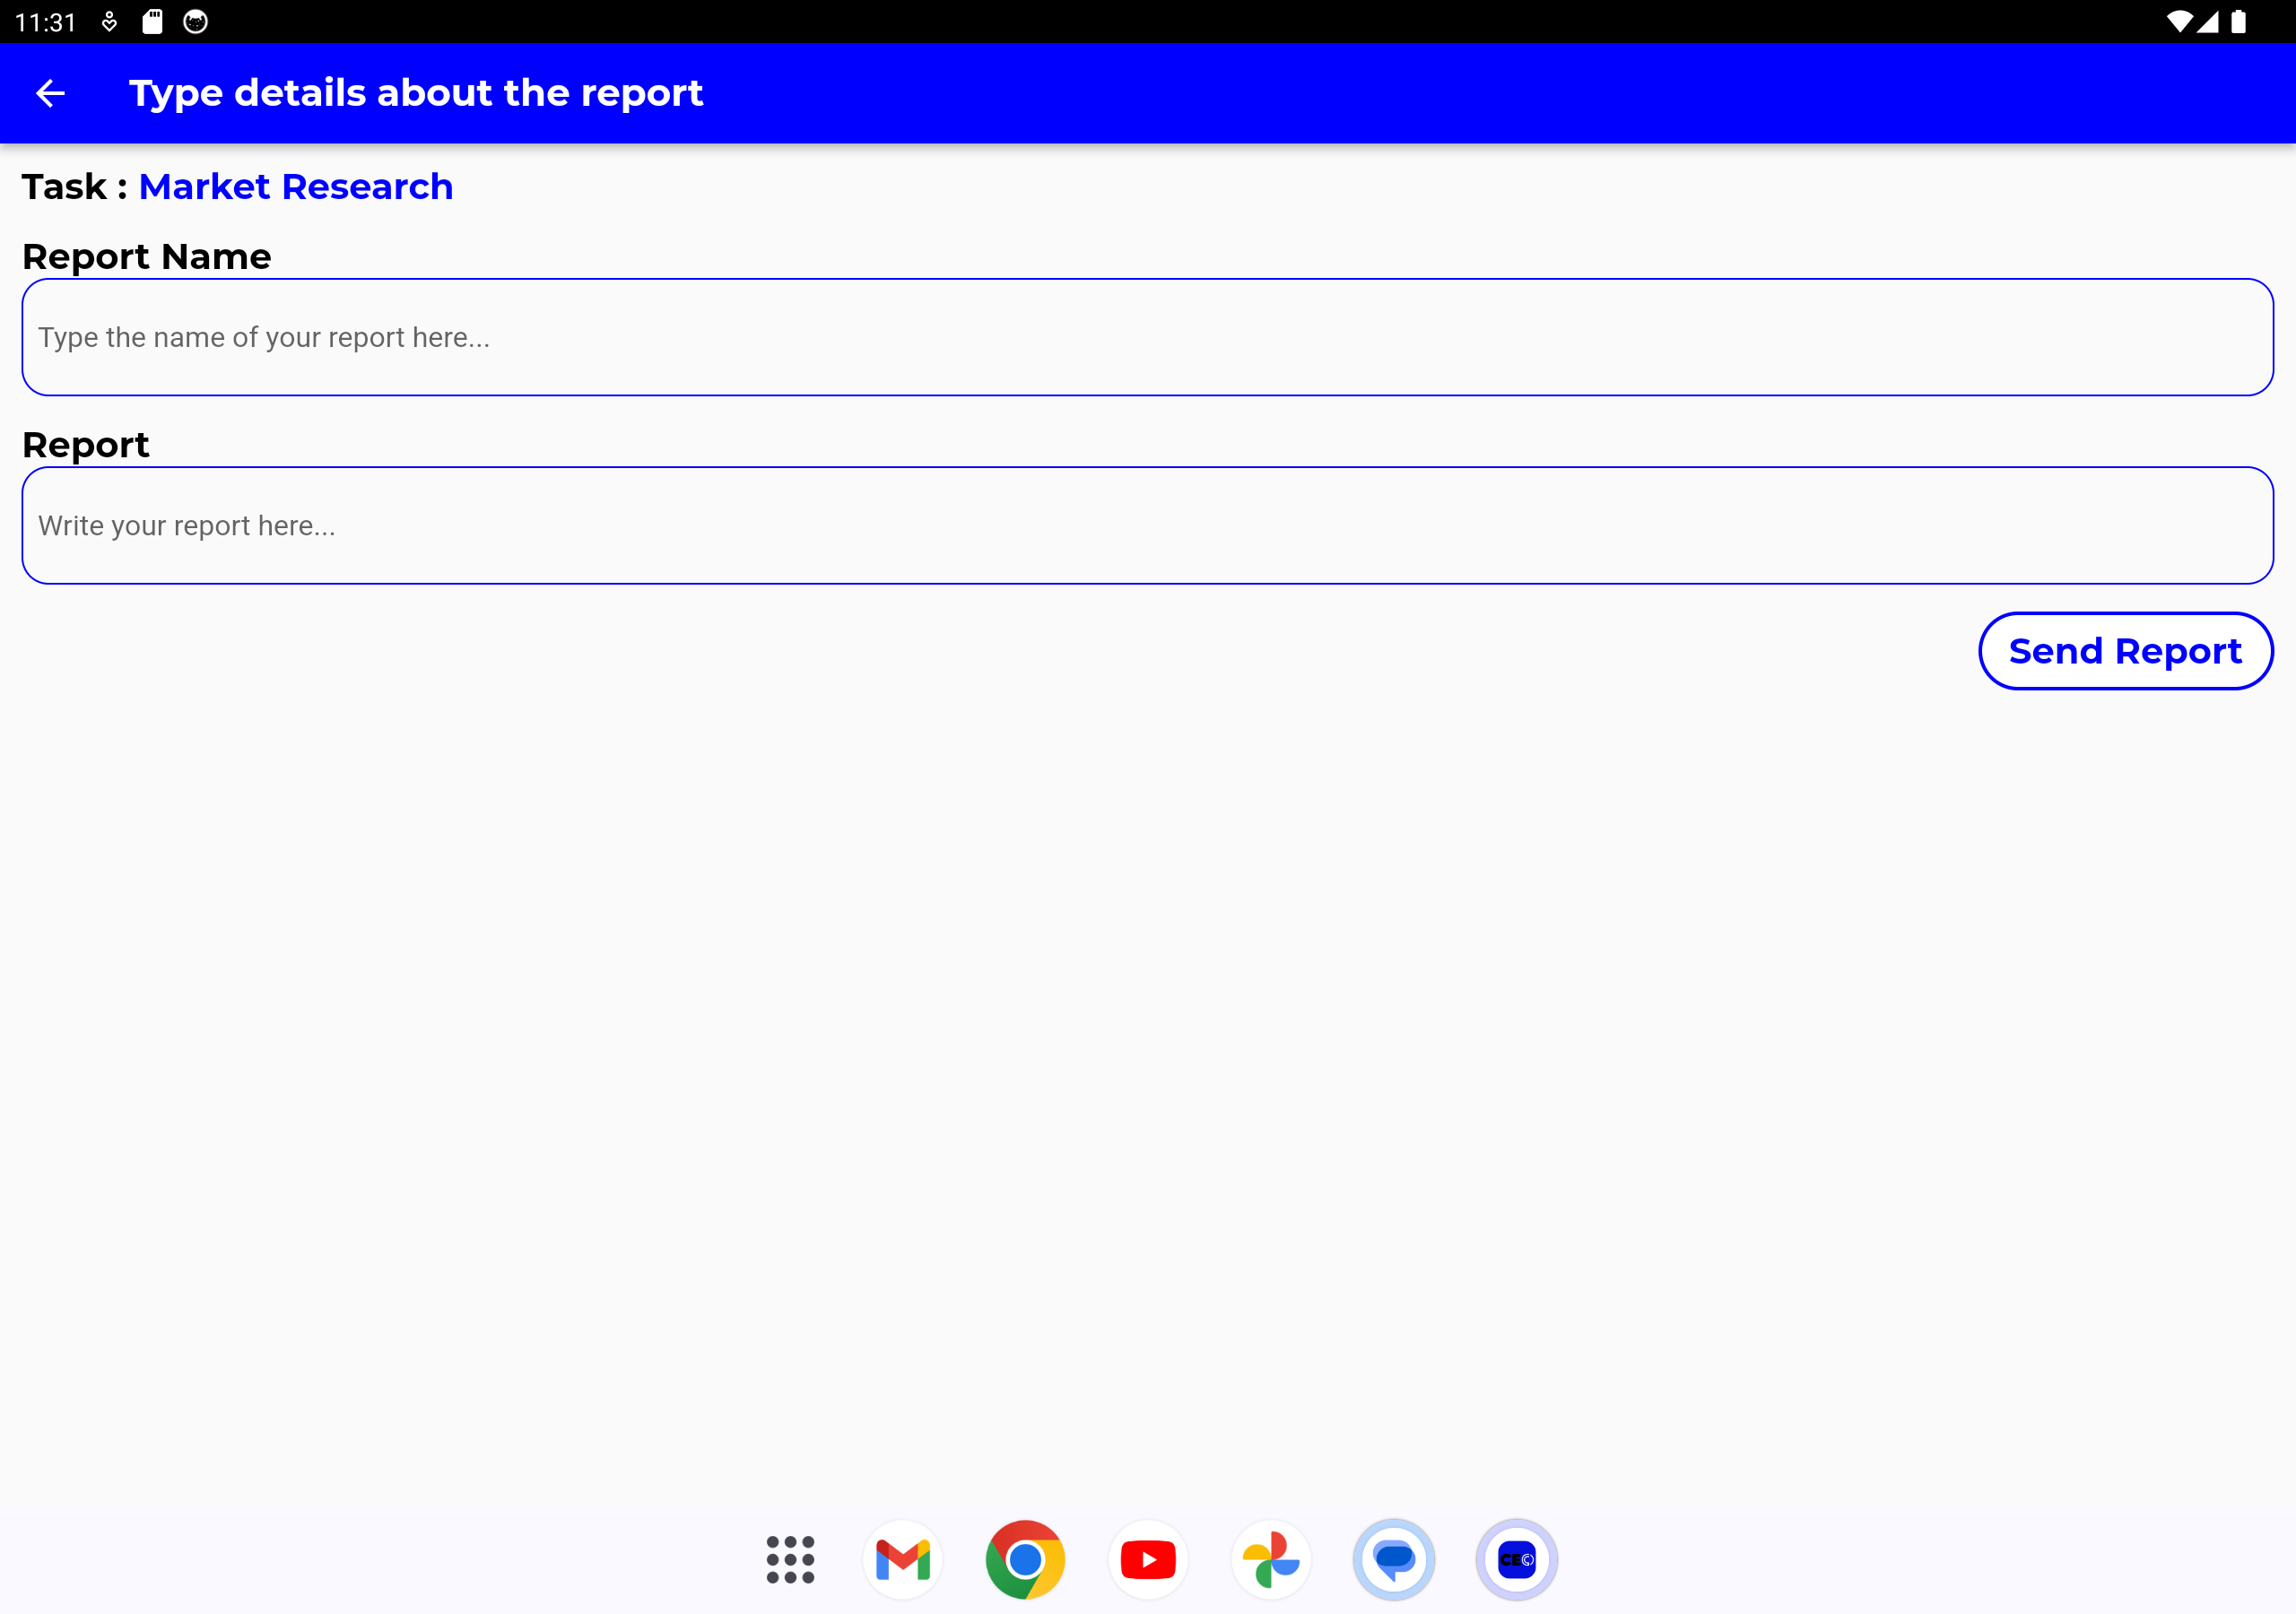 11:31
Type details about the report
Task : Market Research
Report Name
Type the name of your report here...
Report
Write your report here...
Send Report
CEO